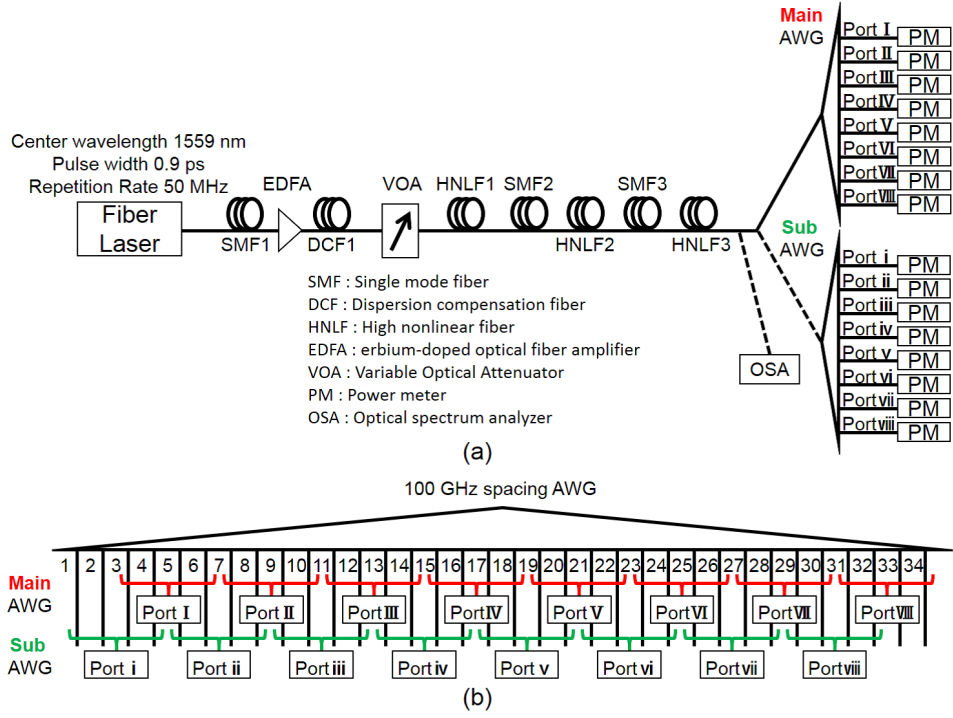 Main
AWG
Port Ⅰ PM
Port Ⅱ PM
Port Ⅲ PM
Port Ⅳ PM
Port Ⅴ PM
Port Ⅵ PM
Port Ⅶ PM
Port Ⅷ PM
Center wavelength 1559 nm
Pulse width 0.9 ps
Repetition Rate 50 MHz
Fiber
Laser
SMF1
EDFA
DCF1
VOA
HNLF1
SMF2
HNLF2
SMF3
HNLF3
Sub
AWG
Port ⅰ PM
Port ⅱ PM
Port ⅲ PM
Port ⅳ PM
Port ⅴ PM
Port ⅵ PM
Port ⅶ PM
Port ⅷ PM
OSA
SMF : Single mode fiber
DCF : Dispersion compensation fiber
HNLF : High nonlinear fiber
EDFA : erbium-doped optical fiber amplifier
VOA : Variable Optical Attenuator
PM : Power meter
OSA : Optical spectrum analyzer
(a)
100 GHz spacing AWG
1 2 3 4 5 6 7 8 9 10 11 12 13 14 15 16 17 18 19 20 21 22 23 24 25 26 27 28 29 30 31 32 33 34
Main
AWG
Port Ⅰ Port Ⅱ Port Ⅲ Port Ⅳ Port Ⅴ Port Ⅵ Port Ⅶ Port Ⅷ
Sub
AWG
Port ⅰ Port ⅱ Port ⅲ Port ⅳ Port ⅴ Port ⅵ Port ⅶ Port ⅷ
(b)